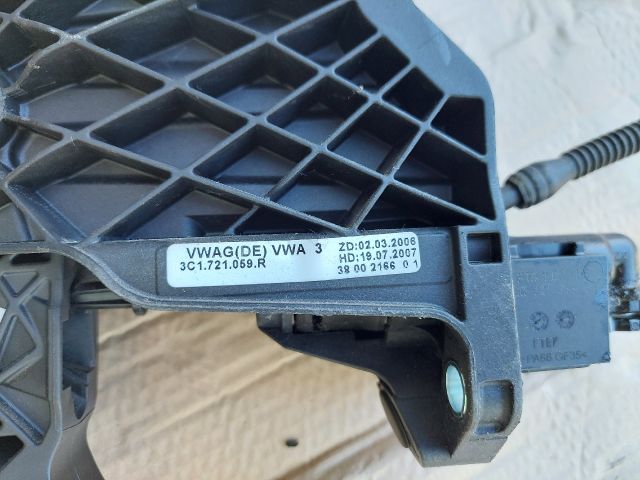 VWAG(DE) VWA 3
3C1.721.059.R
ZD:02.03.2006
HD:19.07.2007
38 00 2166 0 1
FTE